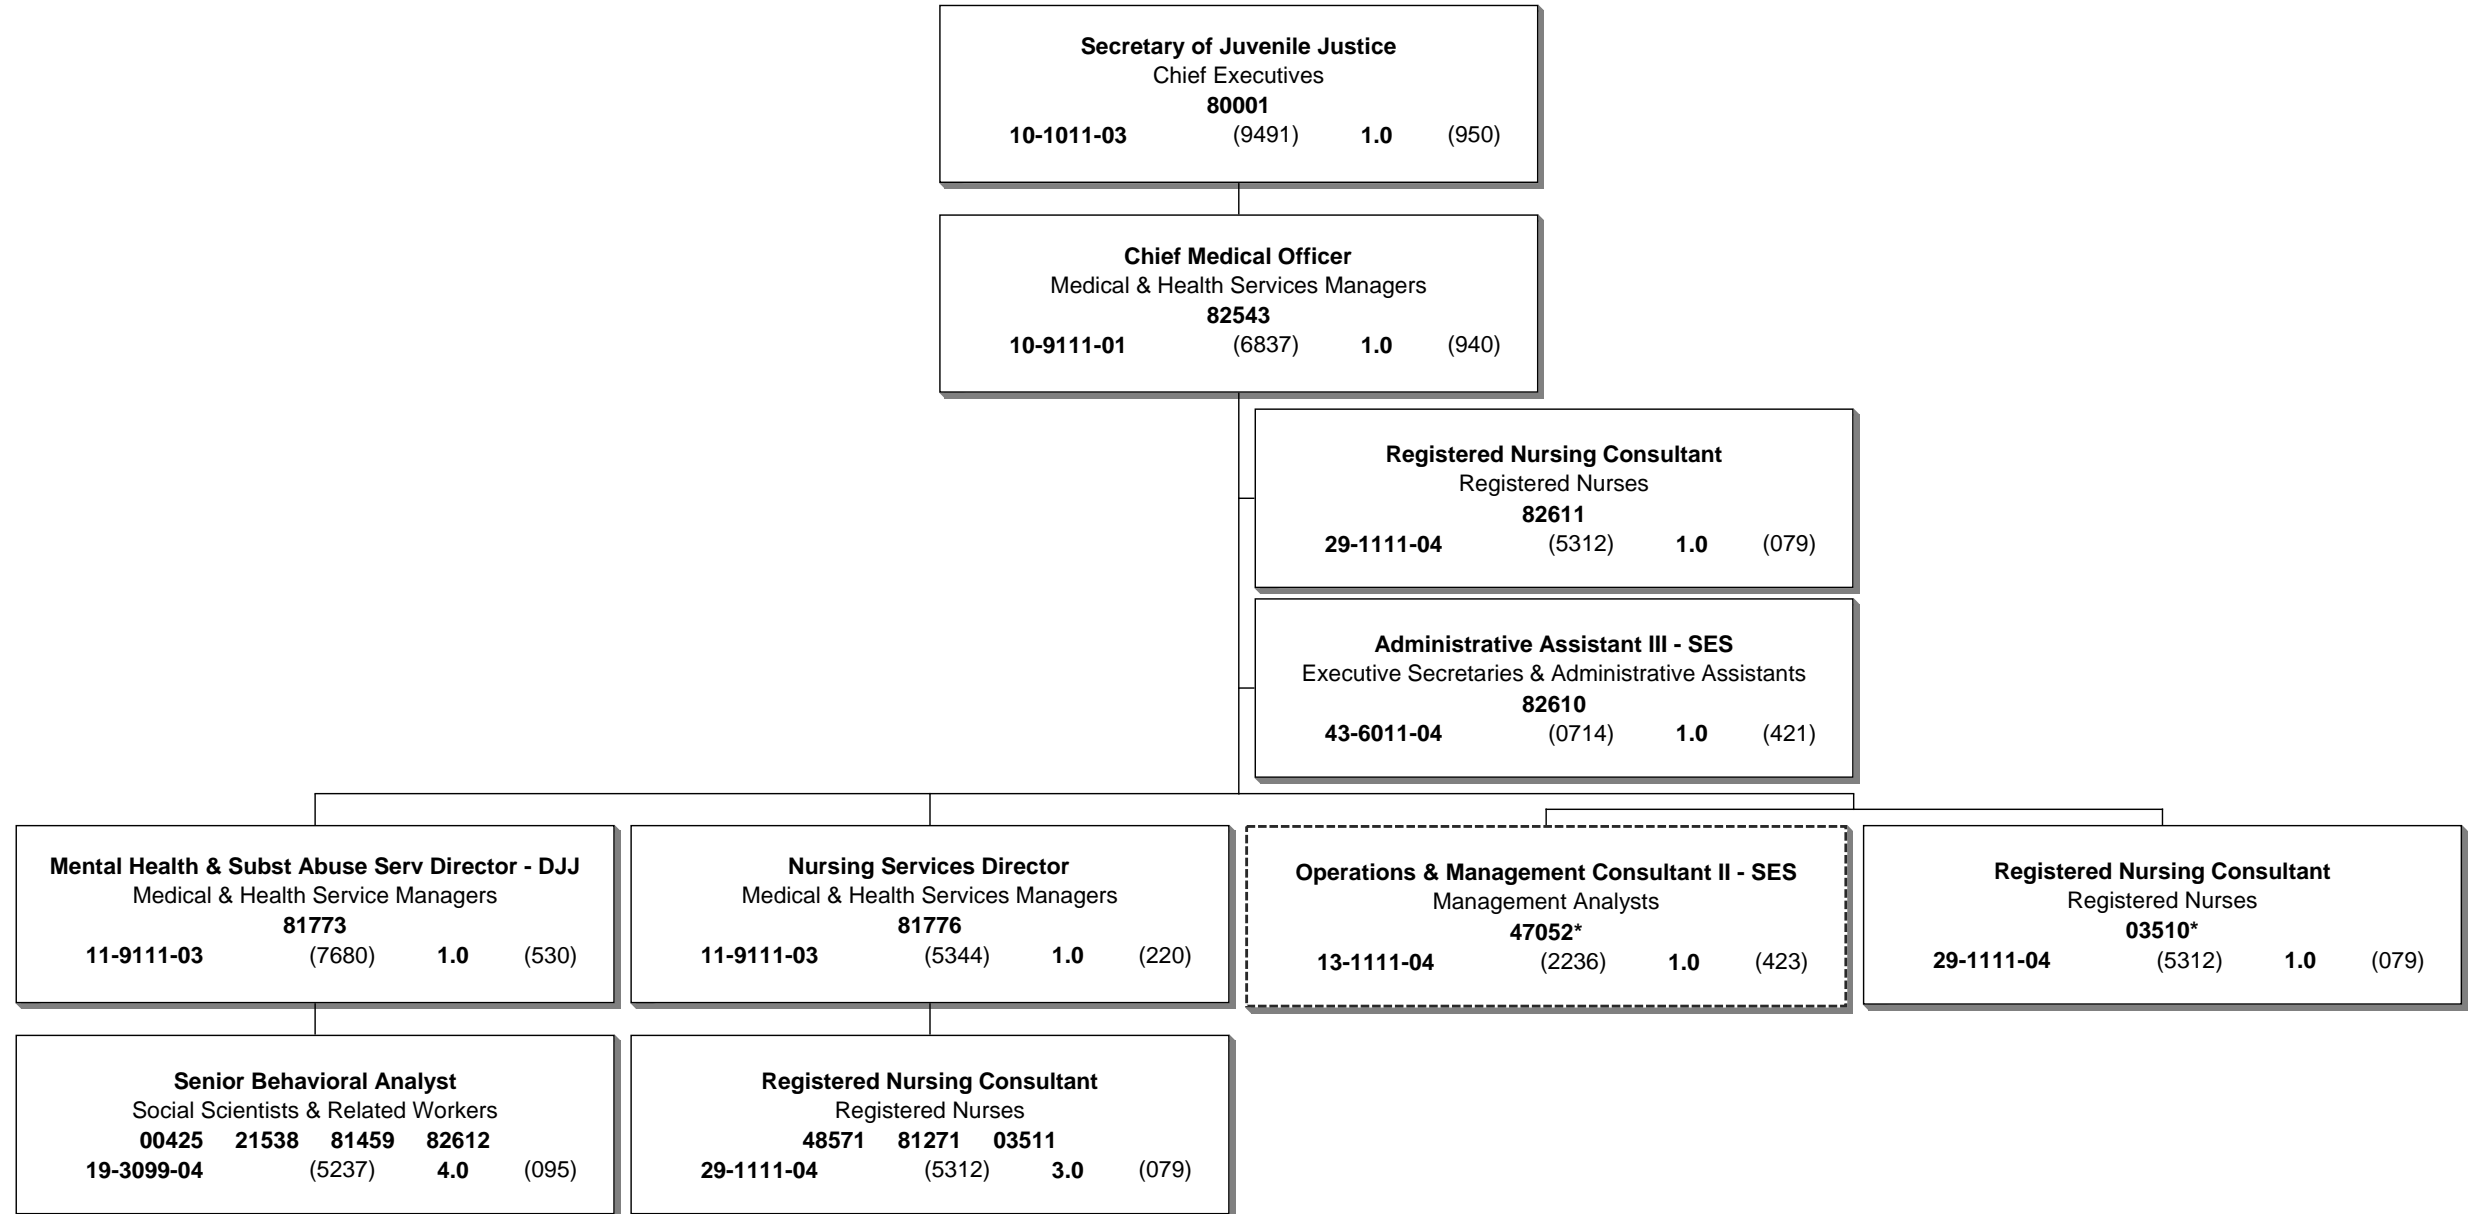 Secretary of Juvenile Justice
Chief Executives
80001
10-1011-03 (9491) 1.0 (950)
Chief Medical Officer
Medical & Health Services Managers
82543
10-9111-01 (6837) 1.0 (940)
Registered Nursing Consultant
Registered Nurses
82611
29-1111-04 (5312) 1.0 (079)
Administrative Assistant III - SES
Executive Secretaries & Administrative Assistants
82610
43-6011-04 (0714) 1.0 (421)
Mental Health & Subst Abuse Serv Director - DJJ
Medical & Health Service Managers
81773
11-9111-03 (7680) 1.0 (530)
Nursing Services Director
Medical & Health Services Managers
81776
11-9111-03 (5344) 1.0 (220)
Operations & Management Consultant II - SES
Management Analysts
47052*
13-1111-04 (2236) 1.0 (423)
Registered Nursing Consultant
Registered Nurses
03510*
29-1111-04 (5312) 1.0 (079)
Senior Behavioral Analyst
Social Scientists & Related Workers
00425 21538 81459 82612
19-3099-04 (5237) 4.0 (095)
Registered Nursing Consultant
Registered Nurses
48571 81271 03511
29-1111-04 (5312) 3.0 (079)